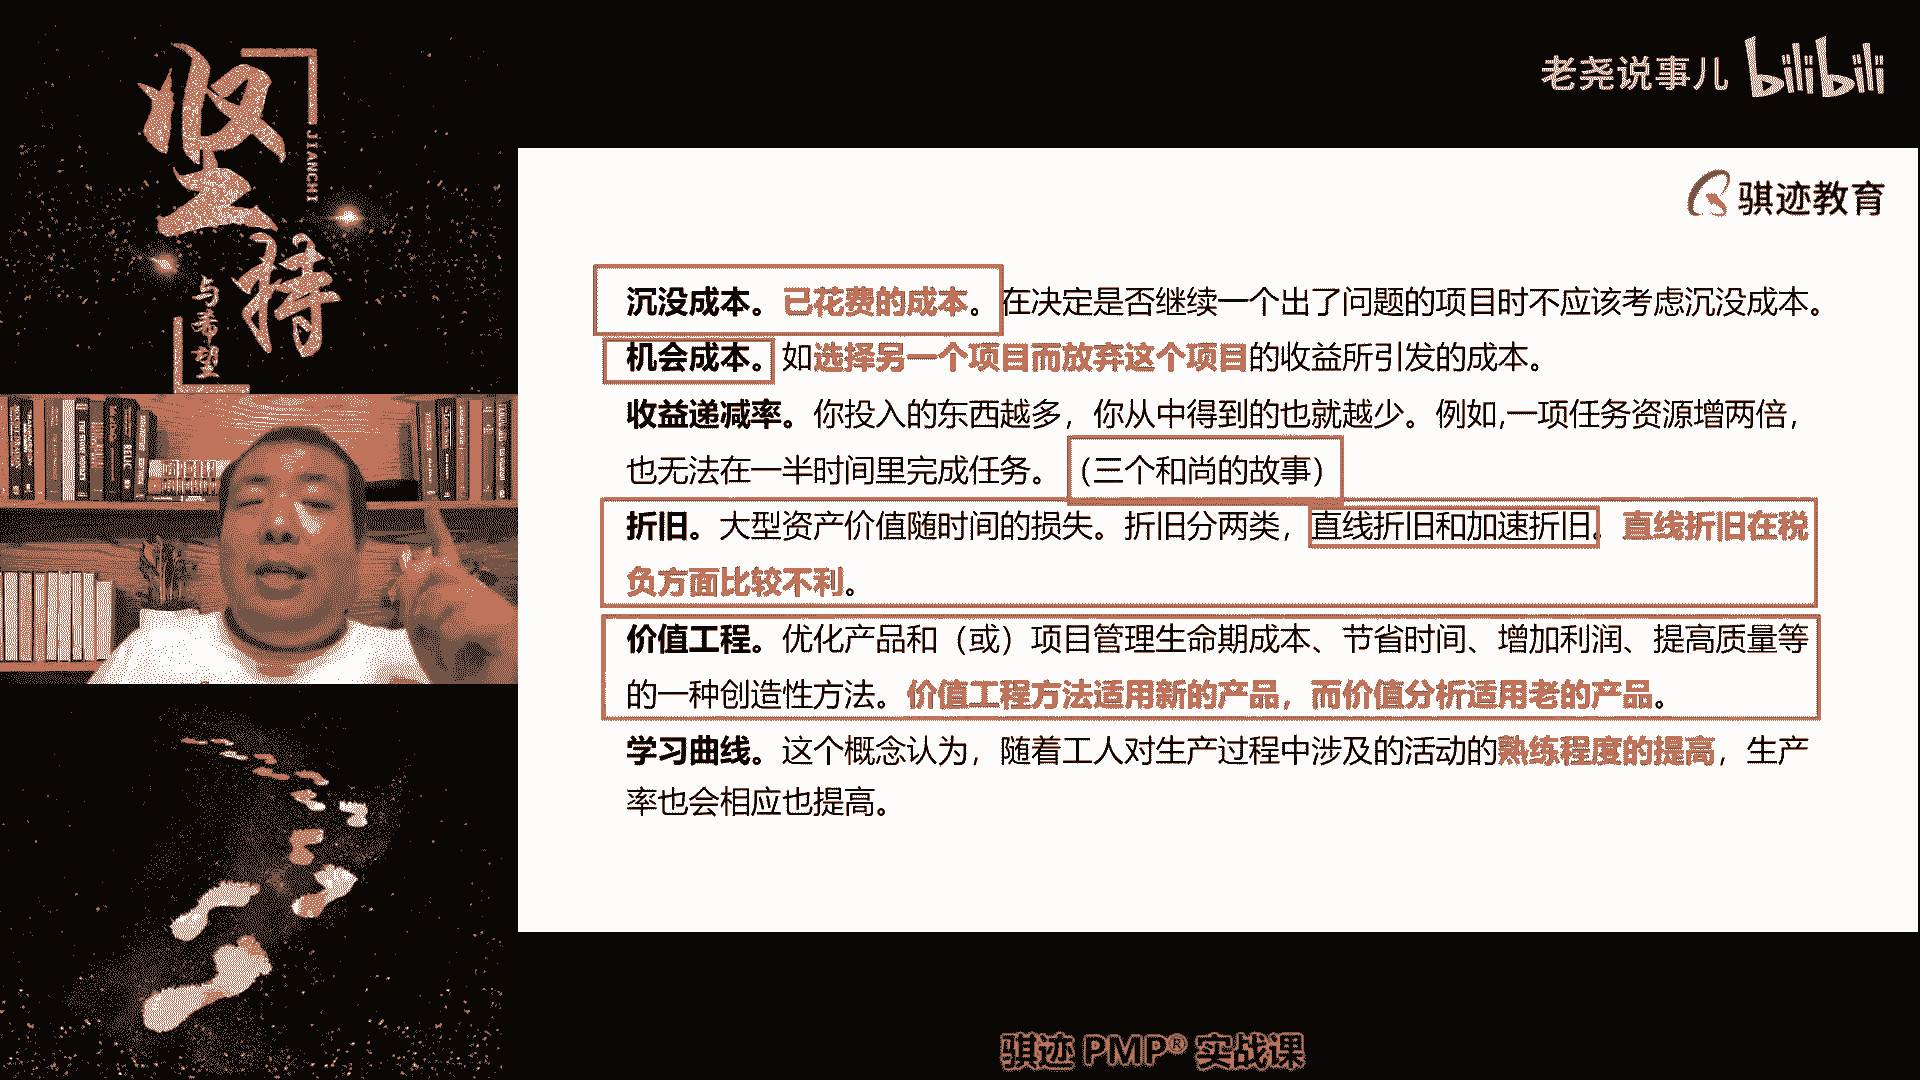 坚持
JIANCHI
与希望
老尧说事儿 bilibili
骐迹教育
沉没成本。已花费的成本。在决定是否继续一个出了问题的项目时不应该考虑沉没成本。
机会成本。如选择另一个项目而放弃这个项目的收益所引发的成本。
收益递减率。你投入的东西越多，你从中得到的也就越少。例如,一项任务资源增两倍，
也无法在一半时间里完成任务。（三个和尚的故事）
折旧。大型资产价值随时间的损失。折旧分两类，直线折旧和加速折旧。直线折旧在税
负方面比较不利。
价值工程。优化产品和（或）项目管理生命期成本、节省时间、增加利润、提高质量等
的一种创造性方法。价值工程方法适用新的产品，而价值分析适用老的产品。
学习曲线。这个概念认为，随着工人对生产过程中涉及的活动的熟练程度的提高，生产
率也会相应也提高。
骐迹 PMP® 实战课